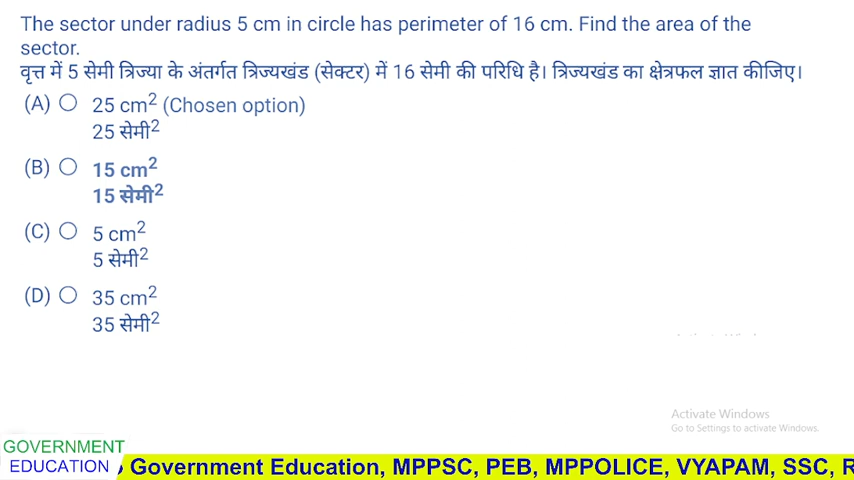 The sector under radius 5 cm in circle has perimeter of 16 cm. Find the area of the
sector.
वृत्त में 5 सेमी त्रिज्या के अंतर्गत त्रिज्यखंड (सेक्टर) में 16 सेमी की परिधि है। त्रिज्यखंड का क्षेत्रफल ज्ञात कीजिए।
(A) 25 cm² (Chosen option)
25 सेमी²
(B) 15 cm²
15 सेमी²
(C) 5 cm²
5 सेमी²
(D) 35 cm²
35 सेमी²
Activate Windows
Go to Settings to activate Windows.
GOVERNMENT
EDUCATION
Government Education, MPPSC, PEB, MPPOLICE, VYAPAM, SSC, R